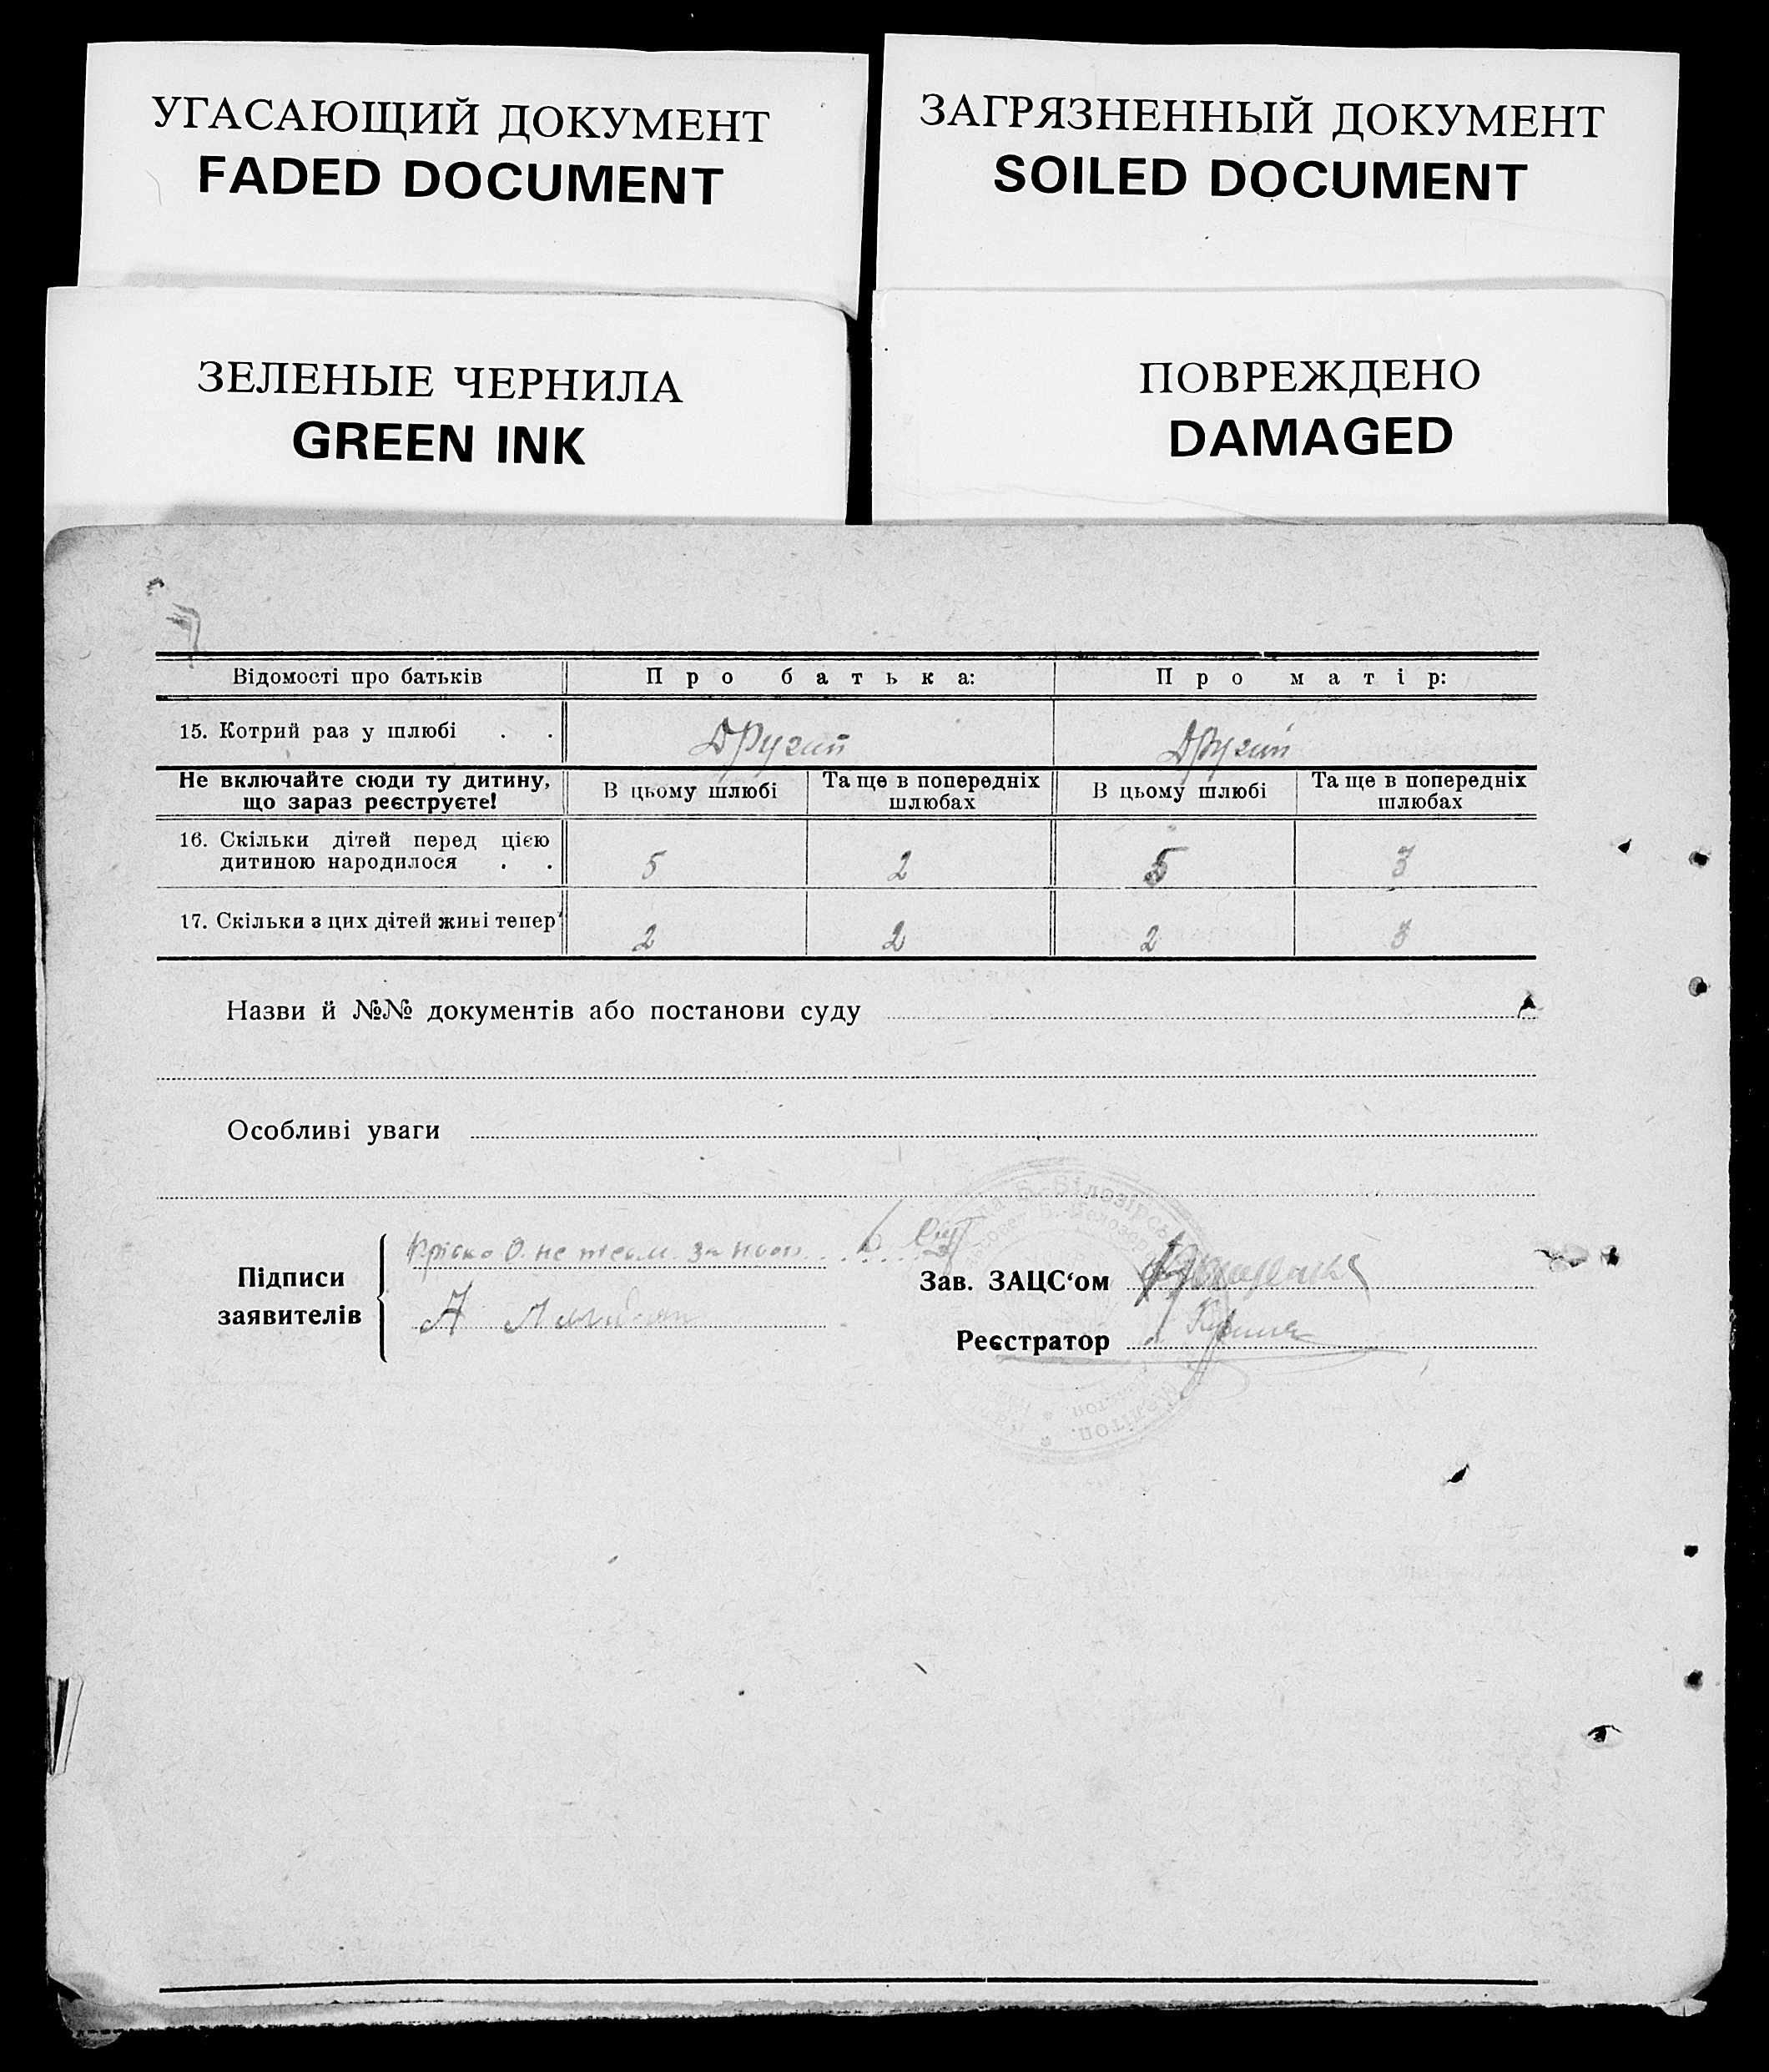 УГАСАЮЩИЙ ДОКУМЕНТ
FADED DOCUMENT
ЗАГРЯЗНЕННЫЙ ДОКУМЕНТ
SOILED DOCUMENT
ЗЕЛЕНЫЕ ЧЕРНИЛА
GREEN INK
ПОВРЕЖДЕНО
DAMAGED
Відомості про батьків Про батька: Про матір:
15. Котрий раз у шлюбі . . Другий Другий
Не включайте сюди ту дитину, що зараз реєструєте! В цьому шлюбі Та ще в попередніх шлюбах В цьому шлюбі Та ще в попередніх шлюбах
16. Скільки дітей перед цією
дитиною народилося . . 5 2 5 3
17. Скільки з цих дітей живі тепер 2 2 2 3
Назви й №№ документів або постанови суду
Особливі уваги
Підписи
заявителів
О. не
А
Зав. ЗАЦС‘ом
Реєстратор
Б.-Білозірс